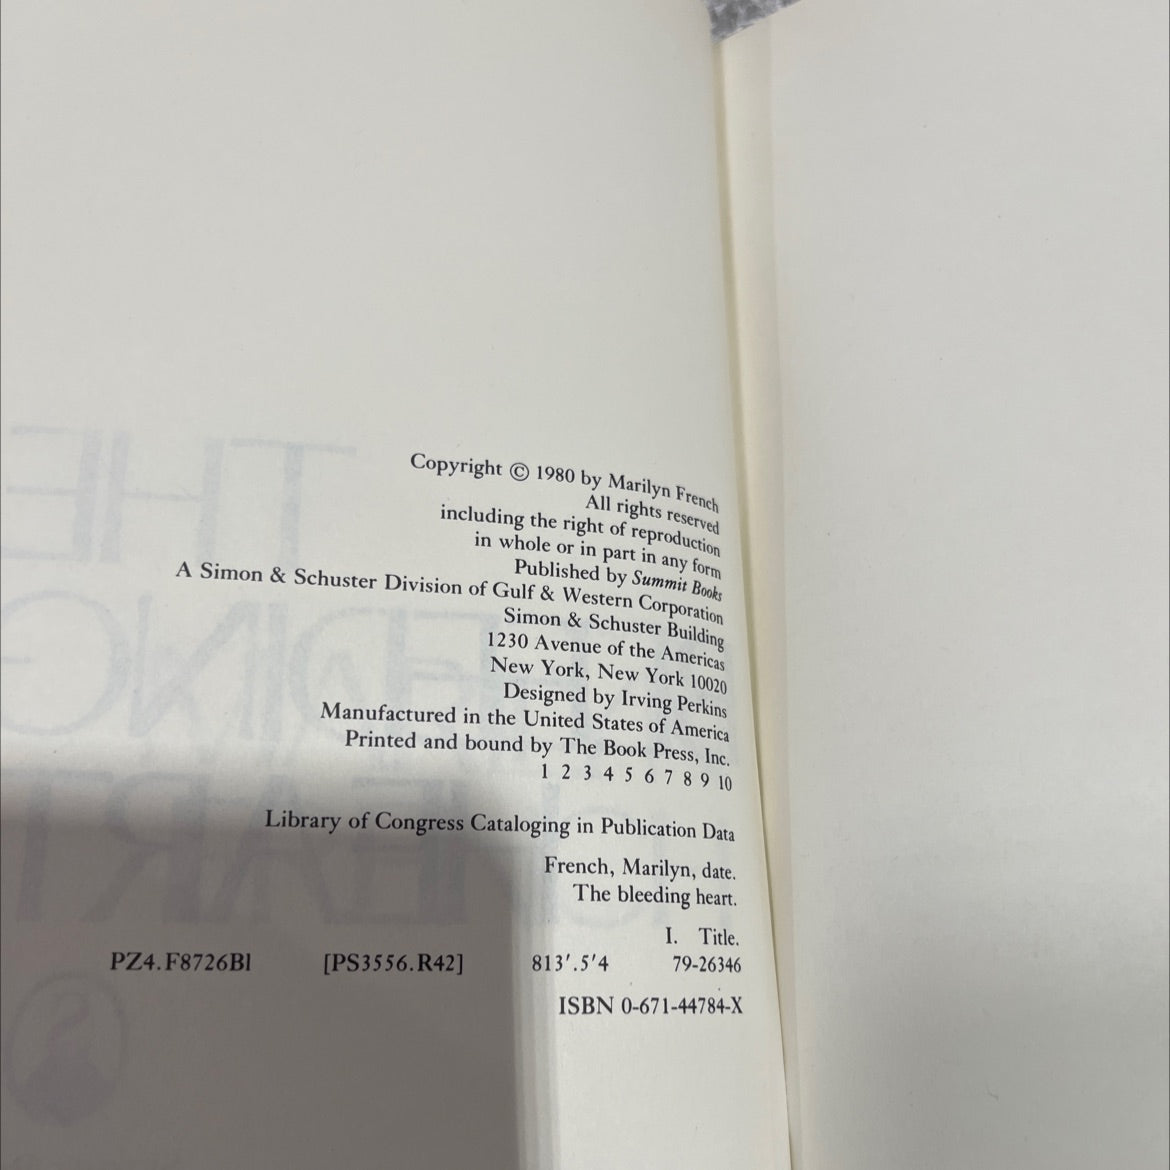 Copyright © 1980 by Marilyn French
All rights reserved
including the right of reproduction
in whole or in part in any form
Published by Summit Books
A Simon & Schuster Division of Gulf & Western Corporation
Simon & Schuster Building
1230 Avenue of the Americas
New York, New York 10020
Designed by Irving Perkins
Manufactured in the United States of America
Printed and bound by The Book Press, Inc.
1 2 3 4 5 6 7 8 9 10
Library of Congress Cataloging in Publication Data
French, Marilyn, date.
The bleeding heart.
I. Title.
PZ4.F8726Bl [PS3556.R42] 813'.5'4 79-26346
ISBN 0-671-44784-X